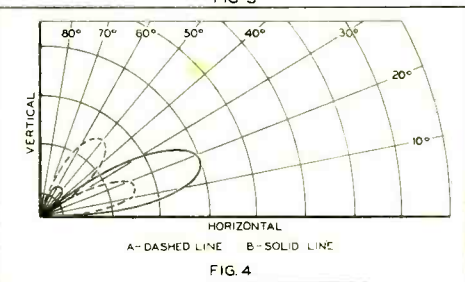 80° 70° 60° 50° 40° 30°
20°
10°
VERTICAL
HORIZONTAL
A-DASHED LINE B-SOLID LINE
FIG. 4